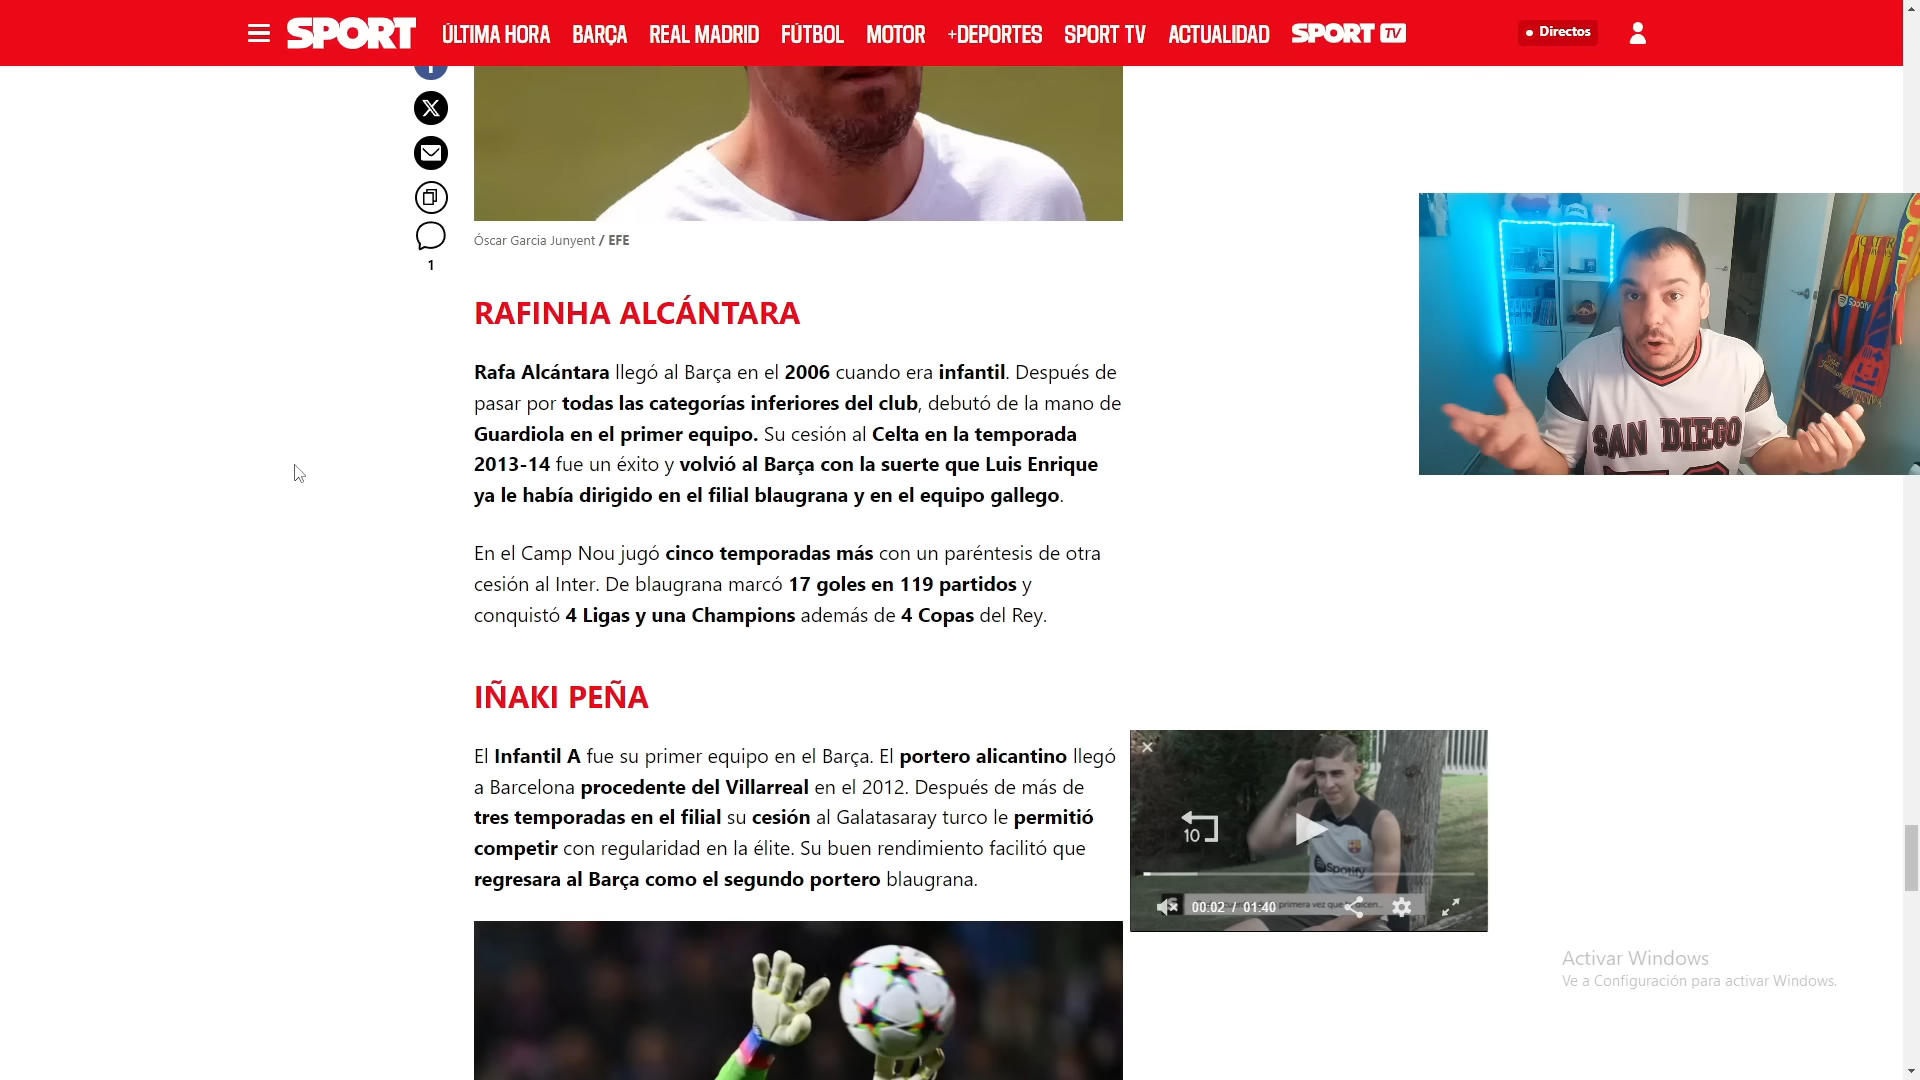 SPORT ÚLTIMA HORA BARÇA REAL MADRID FÚTBOL MOTOR +DEPORTES SPORT TV ACTUALIDAD SPORT TV Directos
Óscar Garcia Junyent / EFE
1
RAFINHA ALCÁNTARA
Rafa Alcántara llegó al Barça en el 2006 cuando era infantil. Después de
pasar por todas las categorías inferiores del club, debutó de la mano de
Guardiola en el primer equipo. Su cesión al Celta en la temporada
2013-14 fue un éxito y volvió al Barça con la suerte que Luis Enrique
ya le había dirigido en el filial blaugrana y en el equipo gallego.
En el Camp Nou jugó cinco temporadas más con un paréntesis de otra
cesión al Inter. De blaugrana marcó 17 goles en 119 partidos y
conquistó 4 Ligas y una Champions además de 4 Copas del Rey.
IÑAKI PEÑA
El Infantil A fue su primer equipo en el Barça. El portero alicantino llegó
a Barcelona procedente del Villarreal en el 2012. Después de más de
tres temporadas en el filial su cesión al Galatasaray turco le permitió
competir con regularidad en la élite. Su buen rendimiento facilitó que
regresara al Barça como el segundo portero blaugrana.
Spotify
SAN DIEGO
10
Spotify
00:02 / 01:40
primera vez que
Activar Windows
Ve a Configuración para activar Windows.